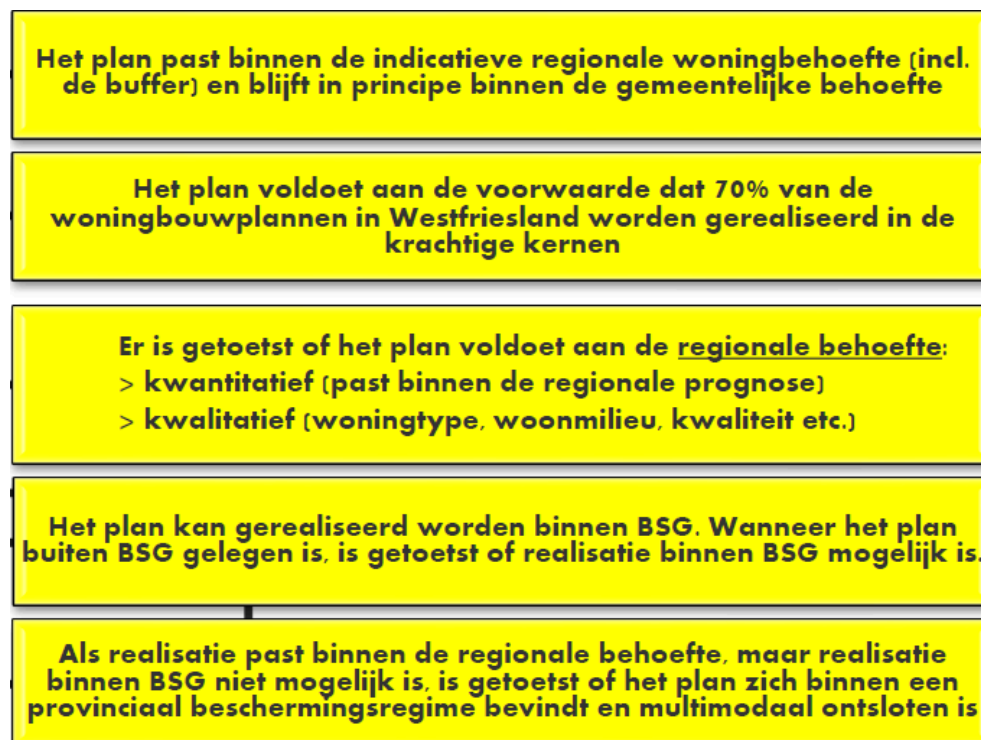 Het plan past binnen de indicatieve regionale woningbehoefte (incl.
de buffer) en blijft in principe binnen de gemeentelijke behoefte
Het plan voldoet aan de voorwaarde dat 70% van de
woningbouwplannen in Westfriesland worden gerealiseerd in de
krachtige kernen
Er is getoetst of het plan voldoet aan de regionale behoefte:
> kwantitatief (past binnen de regionale prognose)
> kwalitatief (woningtype, woonmilieu, kwaliteit etc.)
Het plan kan gerealiseerd worden binnen BSG. Wanneer het plan
buiten BSG gelegen is, is getoetst of realisatie binnen BSG mogelijk is.
Als realisatie past binnen de regionale behoefte, maar realisatie
binnen BSG niet mogelijk is, is getoetst of het plan zich binnen een
provinciaal beschermingsregime bevindt en multimodaal ontsloten is